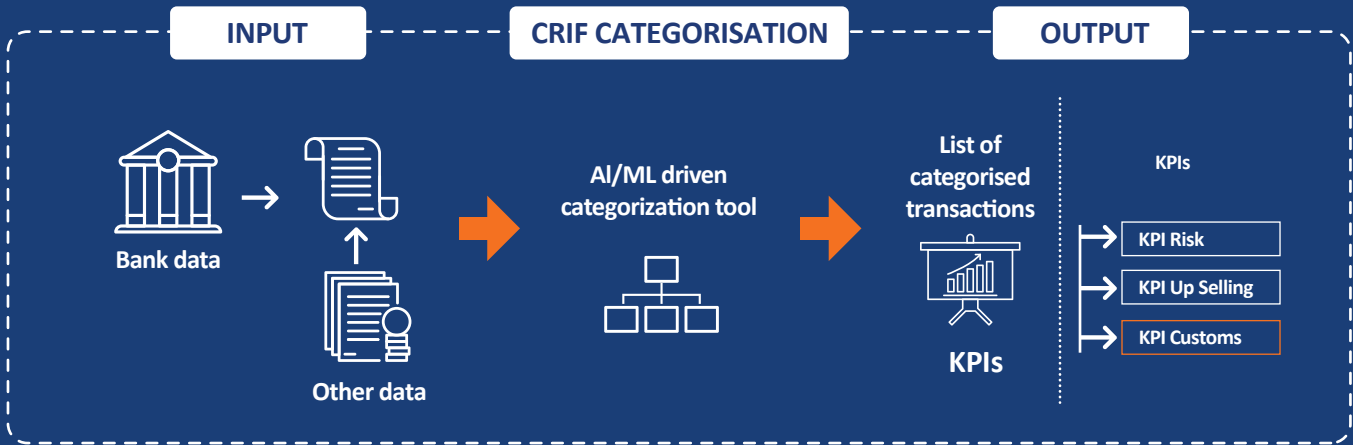 INPUT
CRIF CATEGORISATION
OUTPUT
Bank data
Other data
AI/ML driven
categorization tool
List of
categorised
transactions
KPIs
KPIs
KPI Risk
KPI Up Selling
KPI Customs